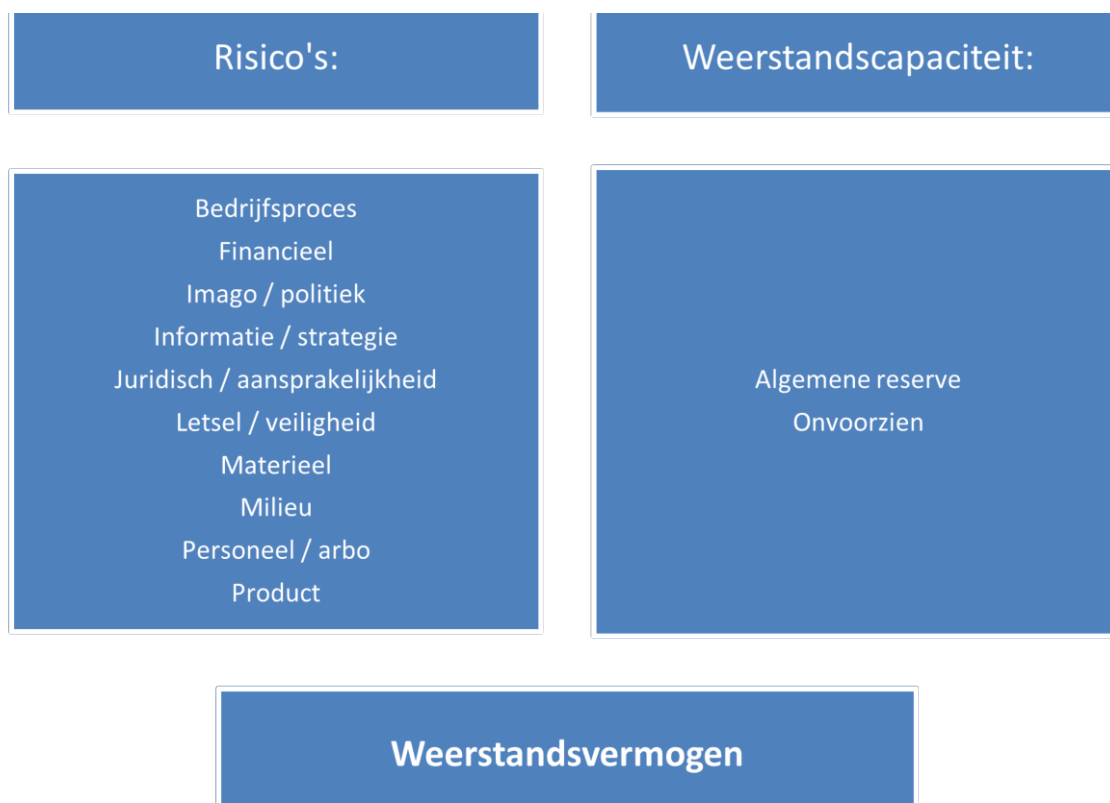 Risico's:
Weerstandscapaciteit:
Bedrijfsproces
Financieel
Imago / politiek
Informatie / strategie
Juridisch / aansprakelijkheid
Letsel / veiligheid
Materieel
Milieu
Personeel / arbo
Product
Algemene reserve
Onvoorzien
Weerstandsvermogen